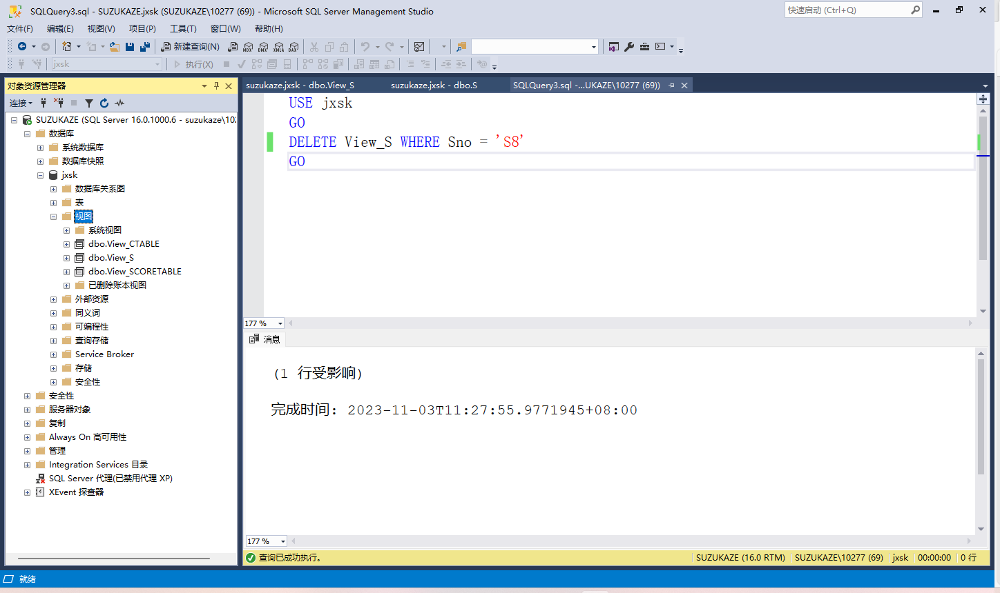 SQLQuery3.sql - SUZUKAZE.jxsk (SUZUKAZE\10277 (69)) - Microsoft SQL Server Management Studio
快速启动 (Ctrl+Q)
文件(F) 编辑(E) 视图(V) 项目(P) 工具(T) 窗口(W) 帮助(H)
新建查询(N) MDX DMX XMLA DAX
jxsk 执行(X)
对象资源管理器
连接
SUZUKAZE (SQL Server 16.0.1000.6 - suzukaze\102
数据库
系统数据库
数据库快照
jxsk
数据库关系图
表
视图
系统视图
dbo.View_CTABLE
dbo.View_S
dbo.View_SCORETABLE
已删除账本视图
外部资源
同义词
可编程性
查询存储
Service Broker
存储
安全性
安全性
服务器对象
复制
Always On 高可用性
管理
Integration Services 目录
SQL Server 代理(已禁用代理 XP)
XEvent 探查器
suzukaze.jxsk - dbo.View_S suzukaze.jxsk - dbo.S SQLQuery3.sql -...UKAZE\10277 (69))
USE jxsk
GO
DELETE View_S WHERE Sno = 'S8'
GO
177 %
消息
(1 行受影响)
完成时间: 2023-11-03T11:27:55.9771945+08:00
177 %
查询已成功执行。 SUZUKAZE (16.0 RTM) SUZUKAZE\10277 (69) jxsk 00:00:00 0 行
就绪